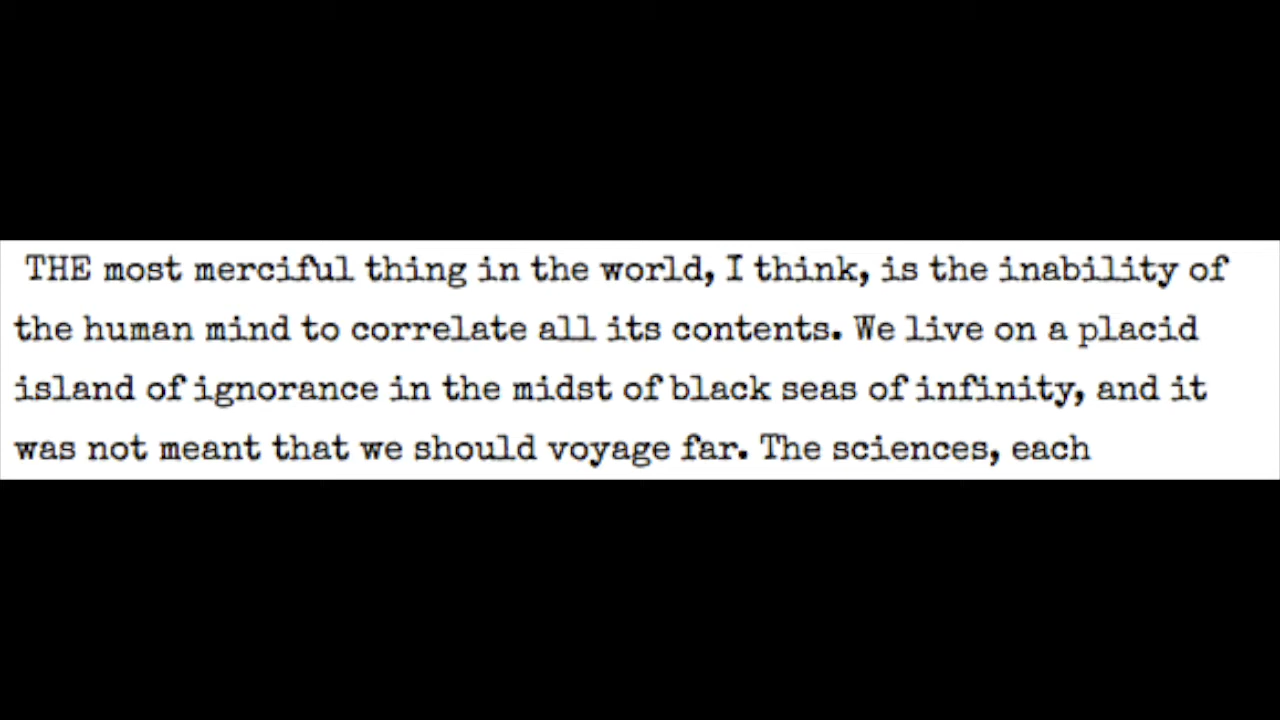 THE most merciful thing in the world, I think, is the inability of
the human mind to correlate all its contents. We live on a placid
island of ignorance in the midst of black seas of infinity, and it
was not meant that we should voyage far. The sciences, each